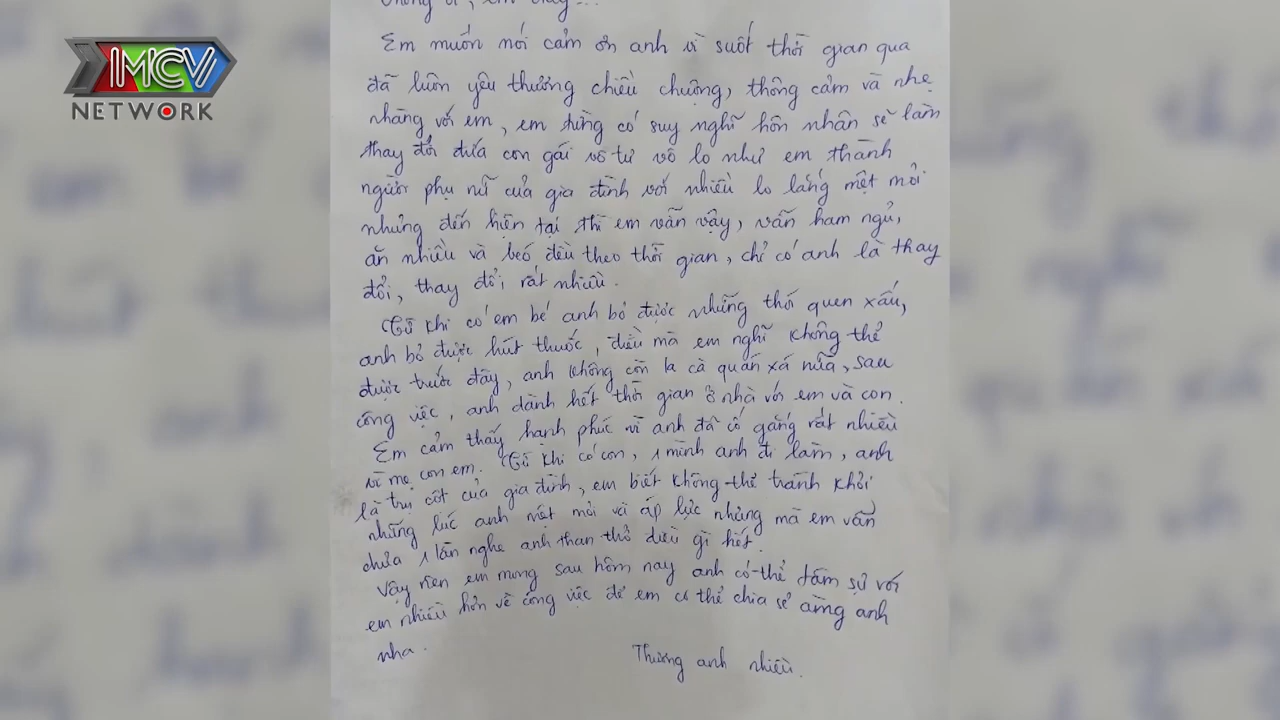 MCV
NETWORK
Em muốn nói cảm ơn anh vì suốt thời gian qua
đã luôn yêu thương chiều chuộng, thông cảm và nhẹ
nhàng với em, em từng có suy nghĩ hôn nhân sẽ làm
thay đổi đứa con gái vô tư vô lo như em thành
người phụ nữ của gia đình với nhiều lo lắng mệt mỏi
nhưng đến hiện tại thì em vẫn vậy, vẫn ham ngủ,
ăn nhiều và béo đều theo thời gian, chỉ có anh là thay
đổi, thay đổi rất nhiều.
Từ khi có em bé anh bỏ được những thói quen xấu,
anh bỏ được hút thuốc, điều mà em nghĩ không thể
được trước đây, anh không còn la cà quán xá nữa, sau
công việc, anh dành hết thời gian ở nhà với em và con.
Em cảm thấy hạnh phúc vì anh đã cố gắng rất nhiều
vì mẹ con em. Từ khi có con, 1 mình anh đi làm, anh
là trụ cột của gia đình, em biết không thể tránh khỏi
những lúc anh mệt mỏi và áp lực nhưng mà em vẫn
chưa 1 lần nghe anh than thở điều gì hết.
Vậy nên em mong sau hôm nay anh có thể tâm sự với
em nhiều hơn về công việc để em có thể chia sẻ cùng anh
nha.
Thương anh nhiều.